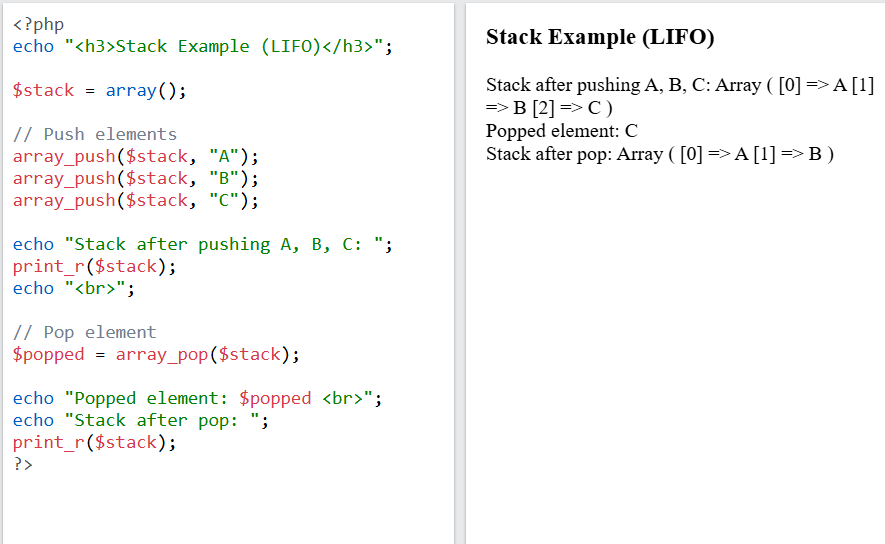 <?php
echo "<h3>Stack Example (LIFO)</h3>";
$stack = array();
// Push elements
array_push($stack, "A");
array_push($stack, "B");
array_push($stack, "C");
echo "Stack after pushing A, B, C: ";
print_r($stack);
echo "<br>";
// Pop element
$popped = array_pop($stack);
echo "Popped element: $popped <br>";
echo "Stack after pop: ";
print_r($stack);
?>
Stack Example (LIFO)
Stack after pushing A, B, C: Array ( [0] => A [1]
=> B [2] => C )
Popped element: C
Stack after pop: Array ( [0] => A [1] => B )